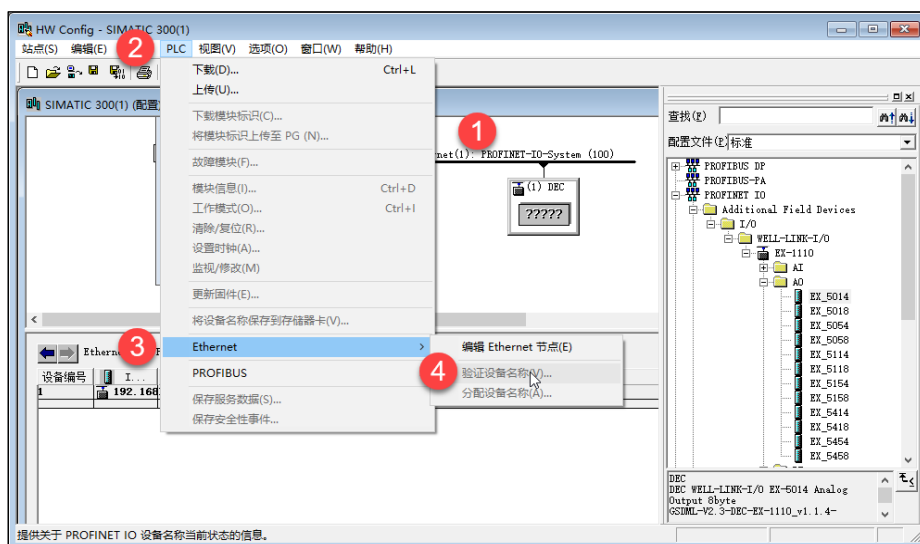 HW Config - SIMATIC 300(1)
站点(S) 编辑(E) 2 PLC 视图(V) 选项(O) 窗口(W) 帮助(H)
SIMATIC 300(1) (配置
下载(D)... Ctrl+L
上传(U)...
下载模块标识(C)...
将模块标识上传至 PG (N)...
故障模块(F)...
模块信息(I)... Ctrl+D
工作模式(O)... Ctrl+I
清除/复位(R)...
设置时钟(A)...
监视/修改(M)
更新固件(E)...
将设备名称保存到存储器卡(V)...
3 Ethernet
PROFIBUS
保存服务数据(S)...
保存安全性事件...
4
编辑 Ethernet 节点(E)
验证设备名称(V)...
分配设备名称(A)...
1
net(1): PROFINET-IO-System (100)
(1) DEC
?????
Ethern
设备编号 I...
1 192.168
查找(F)
配置文件(E) 标准
PROFIBUS DP
PROFIBUS-PA
PROFINET IO
Additional Field Devices
I/O
WELL-LINK-I/O
EX-1110
AI
AO
EX_5014
EX_5018
EX_5054
EX_5058
EX_5114
EX_5118
EX_5154
EX_5158
EX_5414
EX_5418
EX_5454
EX_5458
DEC
DEC WELL-LINK-I/O EX-5014 Analog
Output 8byte
GSDML-V2.3-DEC-EX-1110_v1.1.4-
提供关于 PROFINET IO 设备名称当前状态的信息。